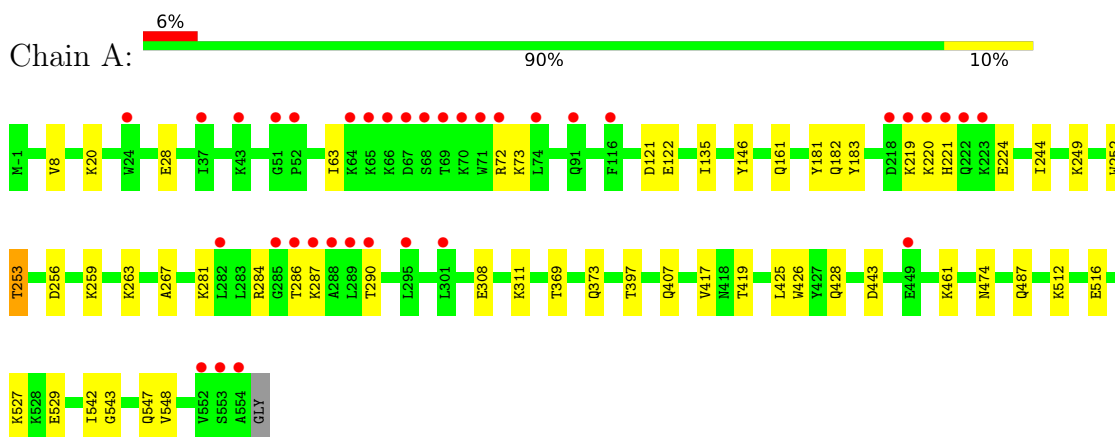 6%
Chain A:
90% 10%
M-1 V8 K20 W24 E28 I37 K43 G51 P52 I63 K64 K65 K66 D67 S68 T69 K70 W71 R72 K73 L74 Q91 F116 D121 E122 I135 Y146 Q161 Y181 Q182 Y183 D218 K219 K220 H221 Q222 K223 E224 I244 K249
T253 D256 K259 K263 A267 K281 L282 L283 R284 G285 T286 K287 A288 L289 T290 L295 L301 E308 K311 T369 Q373 T397 Q407 V417 N418 T419 L425 W426 Y427 Q428 D443 E449 K461 N474 Q487 K512 E516
K527 K528 E529 I542 G543 Q547 V548 V552 S553 A554 GLY